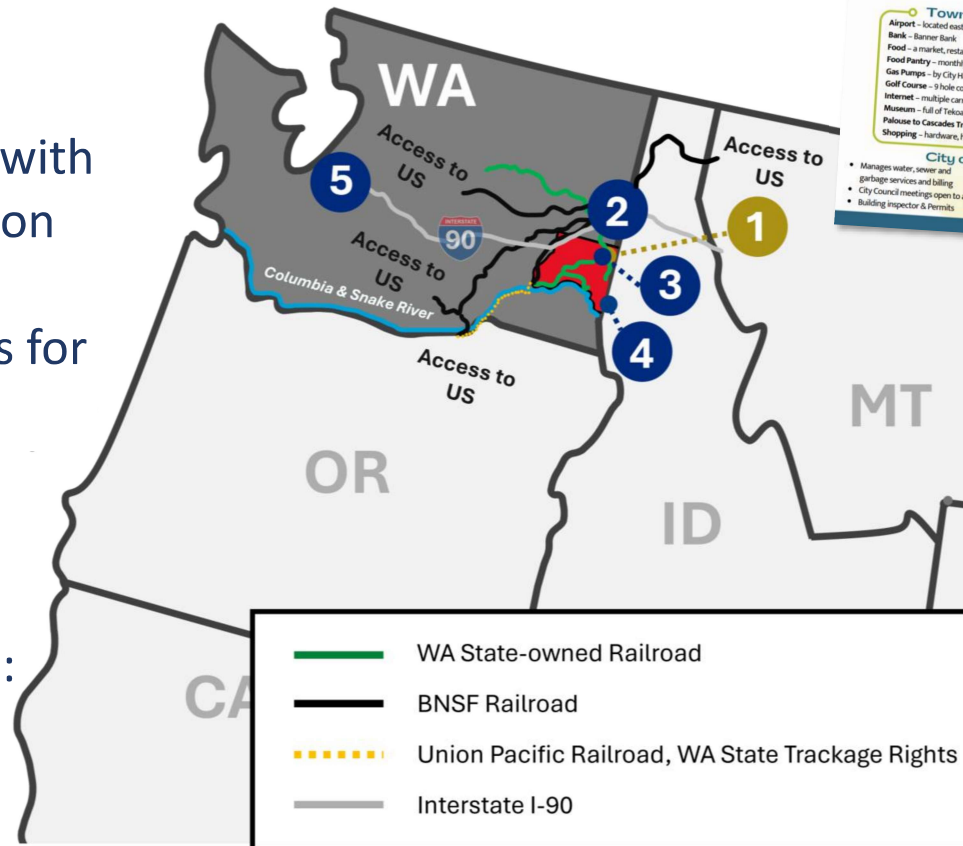 with
on
s for
:
Town
Airport – located east
Bank – Banner Bank
Food – a market, resta
Food Pantry – monthl
Gas Pumps – by City H
Golf Course – 9 hole co
Internet – multiple carr
Museum – full of Tekoa
Palouse to Cascades Tr
Shopping – hardware, h
City o
• Manages water, sewer and
garbage services and billing
• City Council meetings open to a
• Building inspector & Permits
WA
Access to
US
Access to
US
5
2
1
INTERSTATE
90
Access to
US
3
Columbia & Snake River
4
Access to
US
MT
OR
ID
CA
WA State-owned Railroad
BNSF Railroad
Union Pacific Railroad, WA State Trackage Rights
Interstate I-90